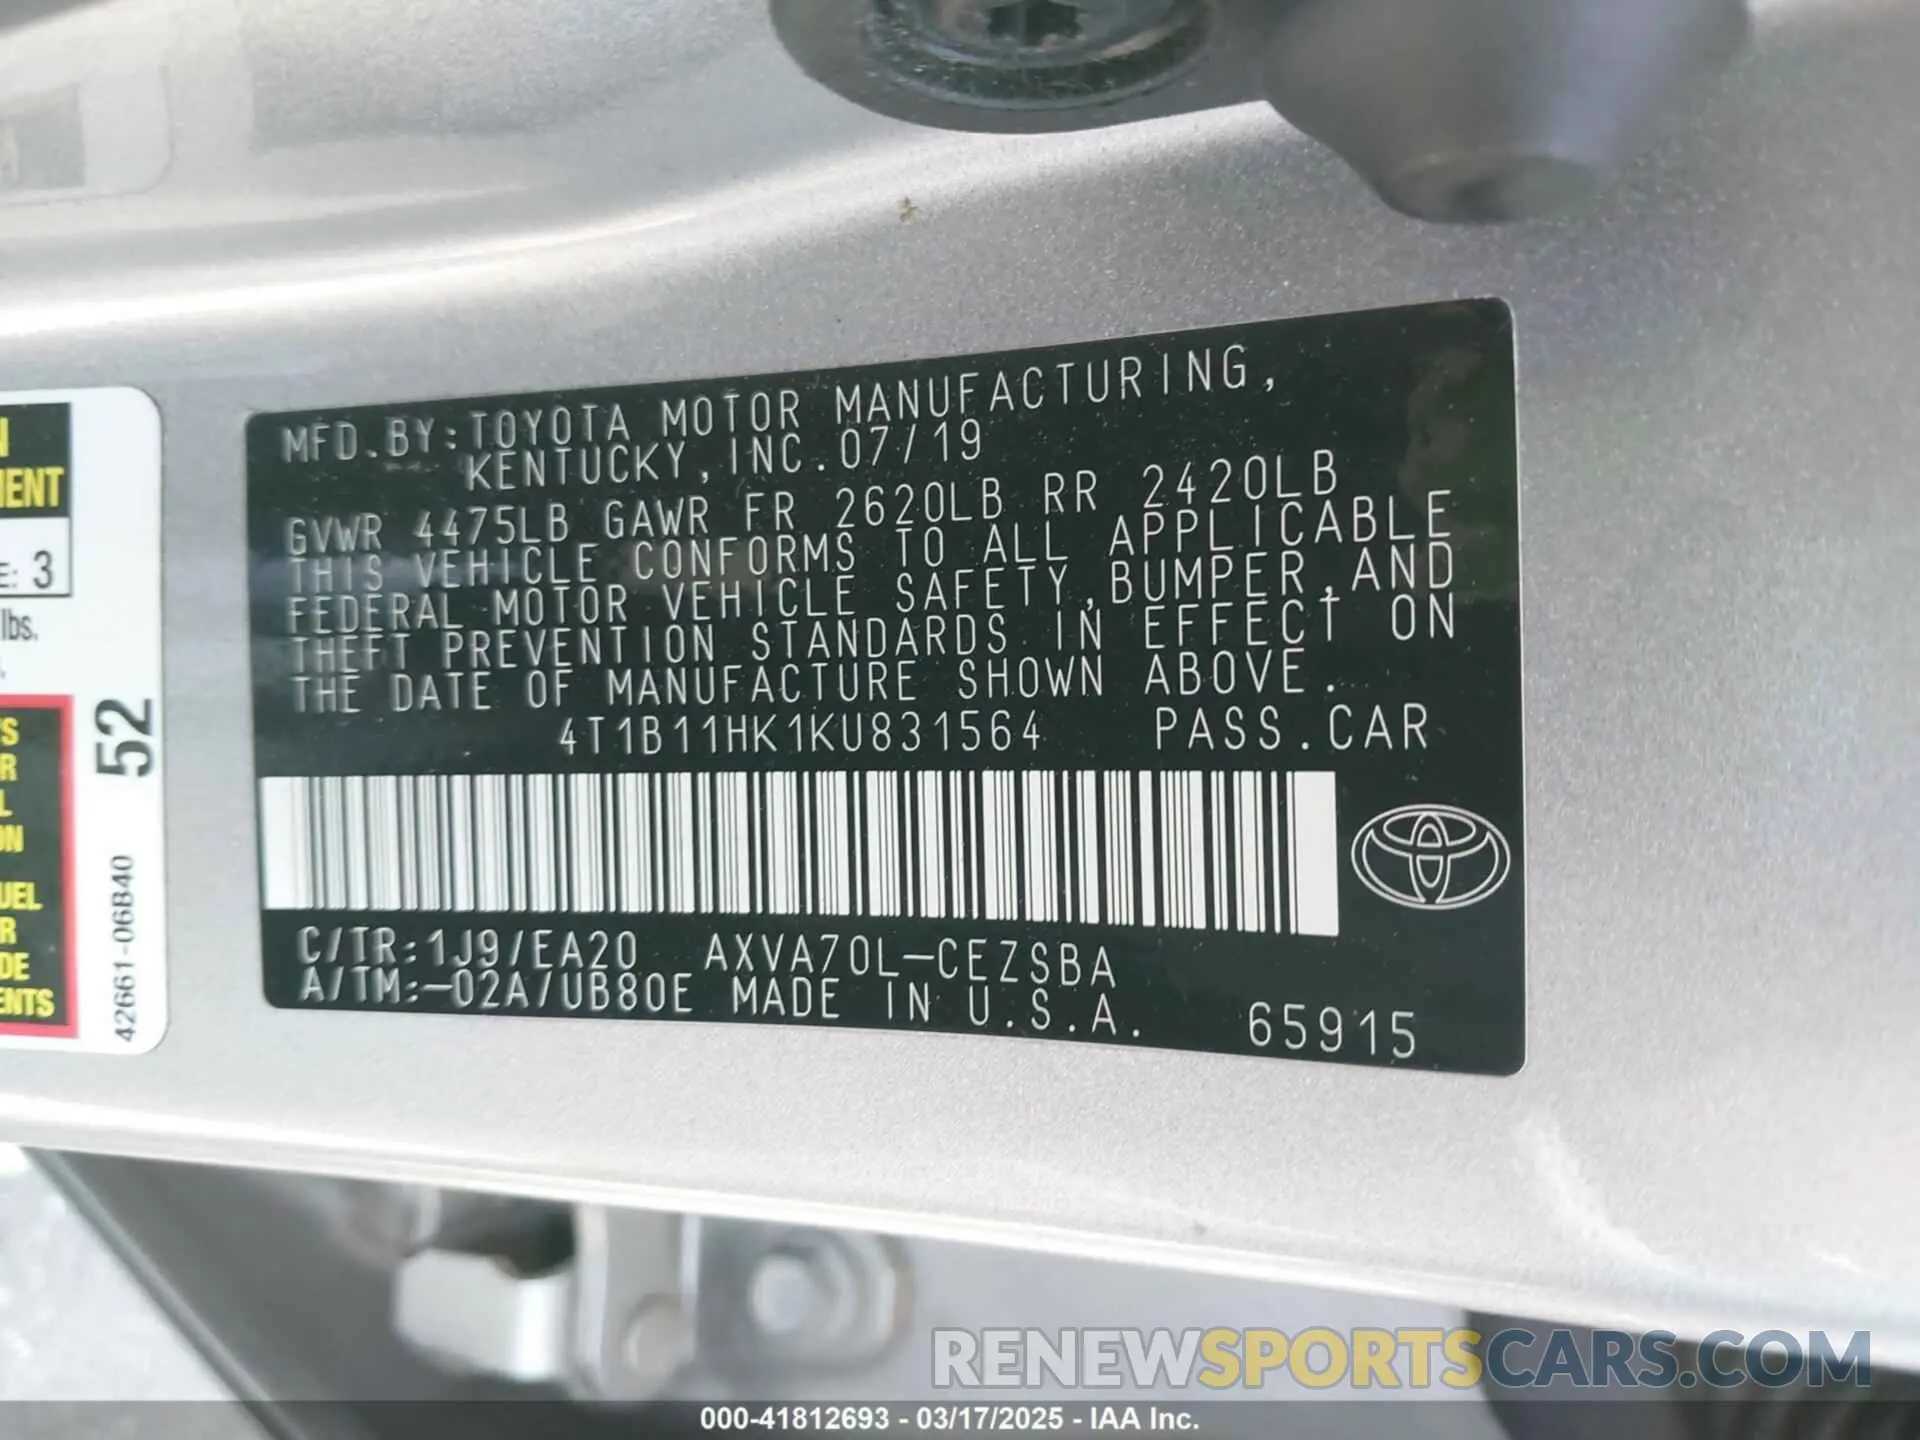 MFD.BY:TOYOTA MOTOR MANUFACTURING,
KENTUCKY, INC. 07/19
GVWR 4475LB GAWR FR 2620LB RR 2420LB
THIS VEHICLE CONFORMS TO ALL APPLICABLE
FEDERAL MOTOR VEHICLE SAFETY,BUMPER,AND
THEFT PREVENTION STANDARDS IN EFFECT ON
THE DATE OF MANUFACTURE SHOWN ABOVE.
4T1B11HK1KU831564 PASS.CAR
C/TR:1J9/EA20 AXVA70L-CEZSBA
A/TM:-02A/UB80E MADE IN U.S.A. 65915
E: 3
lbs.
52
42661-06B40
RENEWSPORTSCARS.COM
000-41812693 - 03/17/2025 - IAA Inc.